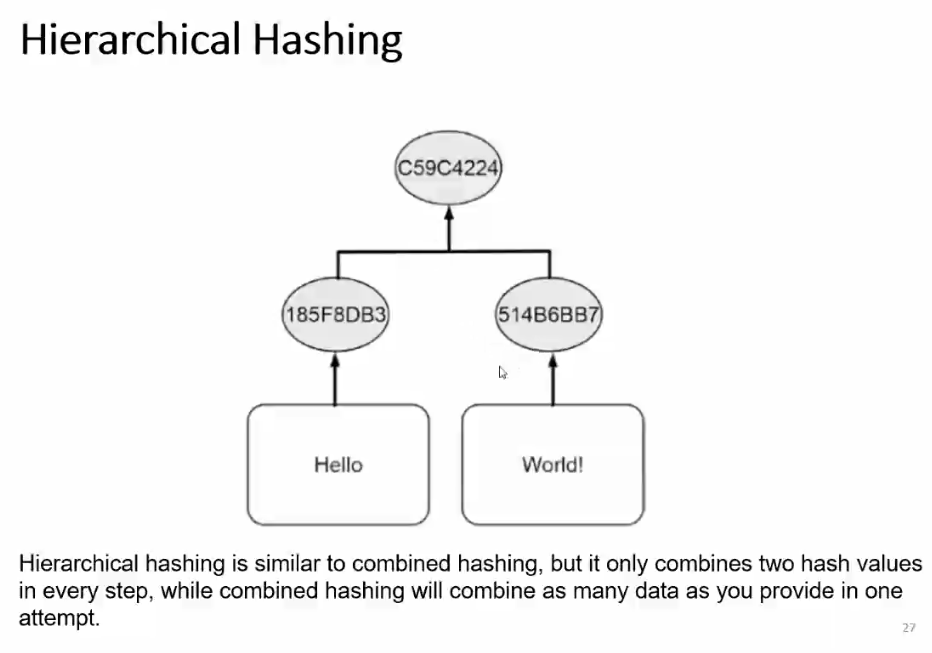 Hierarchical Hashing
C59C4224
185F8DB3
514B6BB7
Hello
World!
Hierarchical hashing is similar to combined hashing, but it only combines two hash values
in every step, while combined hashing will combine as many data as you provide in one
attempt.
27